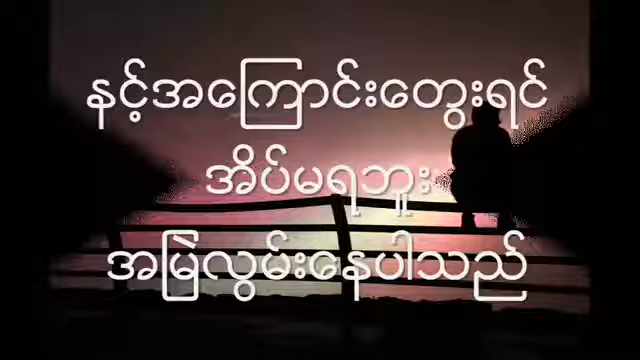 နင့်အကြောင်းတွေးရင်
အိပ်မရဘူး
အမြဲလွမ်းနေပါသည်